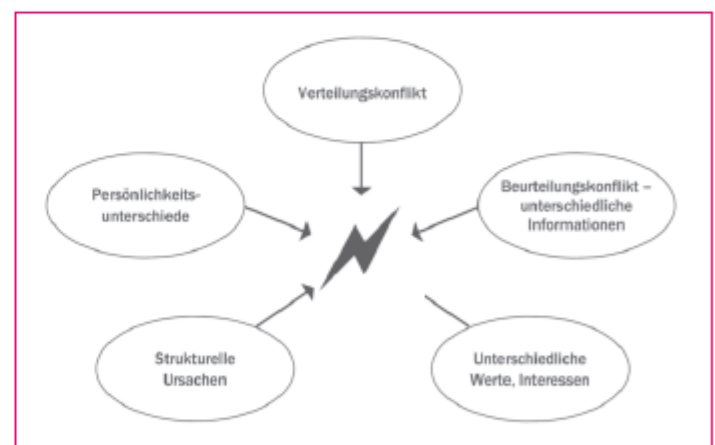 Verteilungskonflikt
Persönlichkeits-
unterschiede
Beurteilungskonflikt –
unterschiedliche
Informationen
Strukturelle
Ursachen
Unterschiedliche
Werte, Interessen